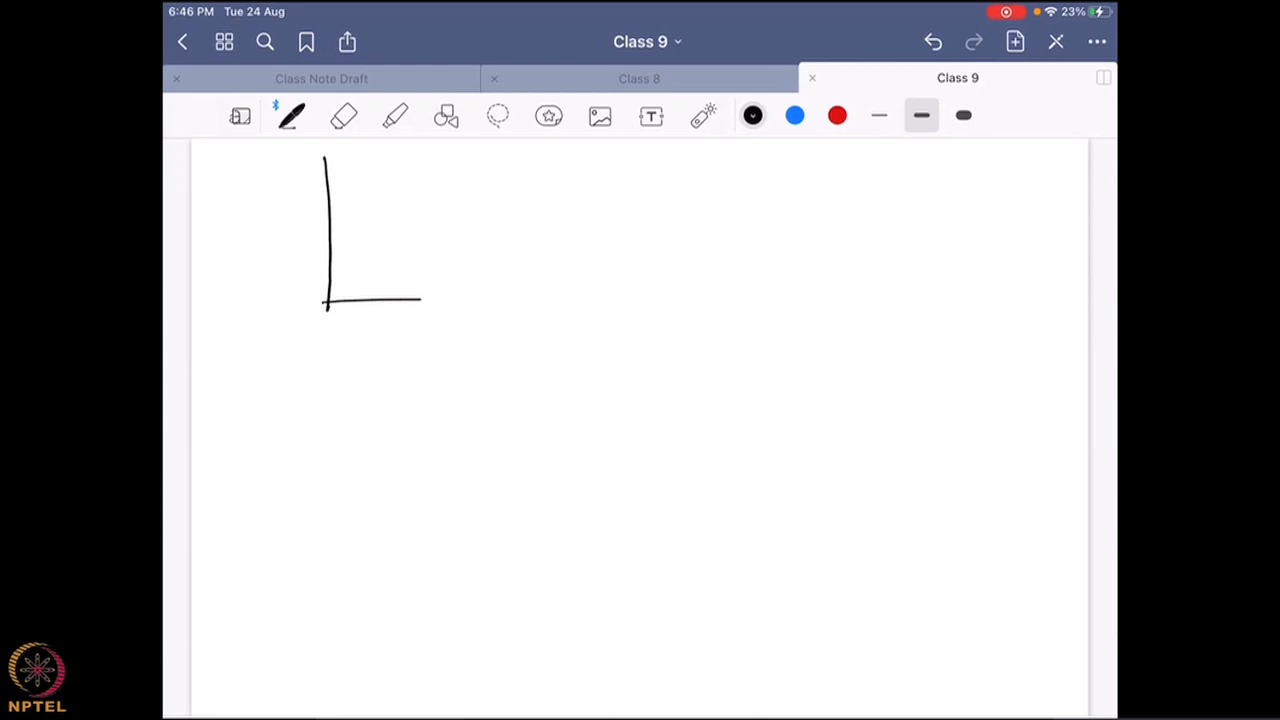 6:46 PM Tue 24 Aug 23%
Class 9
Class Note Draft Class 8 Class 9
T
NPTEL